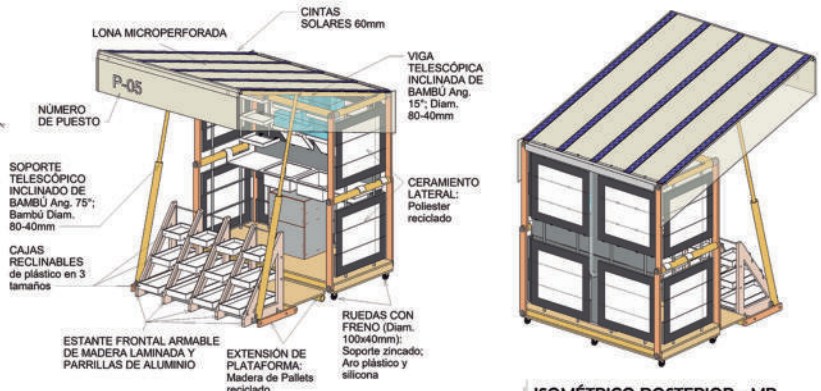 CINTAS
SOLARES 60mm
LONA MICROPERFORADA
VIGA
TELESCÓPICA
INCLINADA DE
BAMBÚ Ang.
15°; Diam.
80-40mm
P-05
NÚMERO
DE PUESTO
SOPORTE
TELESCÓPICO
INCLINADO DE
BAMBÚ Ang. 75°;
Bambú Diam.
80-40mm
CERAMIENTO
LATERAL:
Poliester
reciclado
CAJAS
RECLINABLES
de plástico en 3
tamaños
ESTANTE FRONTAL ARMABLE
DE MADERA LAMINADA Y
PARRILLAS DE ALUMINIO
EXTENSIÓN DE
PLATAFORMA:
Madera de Pallets
reciclado
RUEDAS CON
FRENO (Diam.
100x40mm):
Soporte zincado;
Aro plástico y
silicona
ISOMÉTRICO POSTERIOR